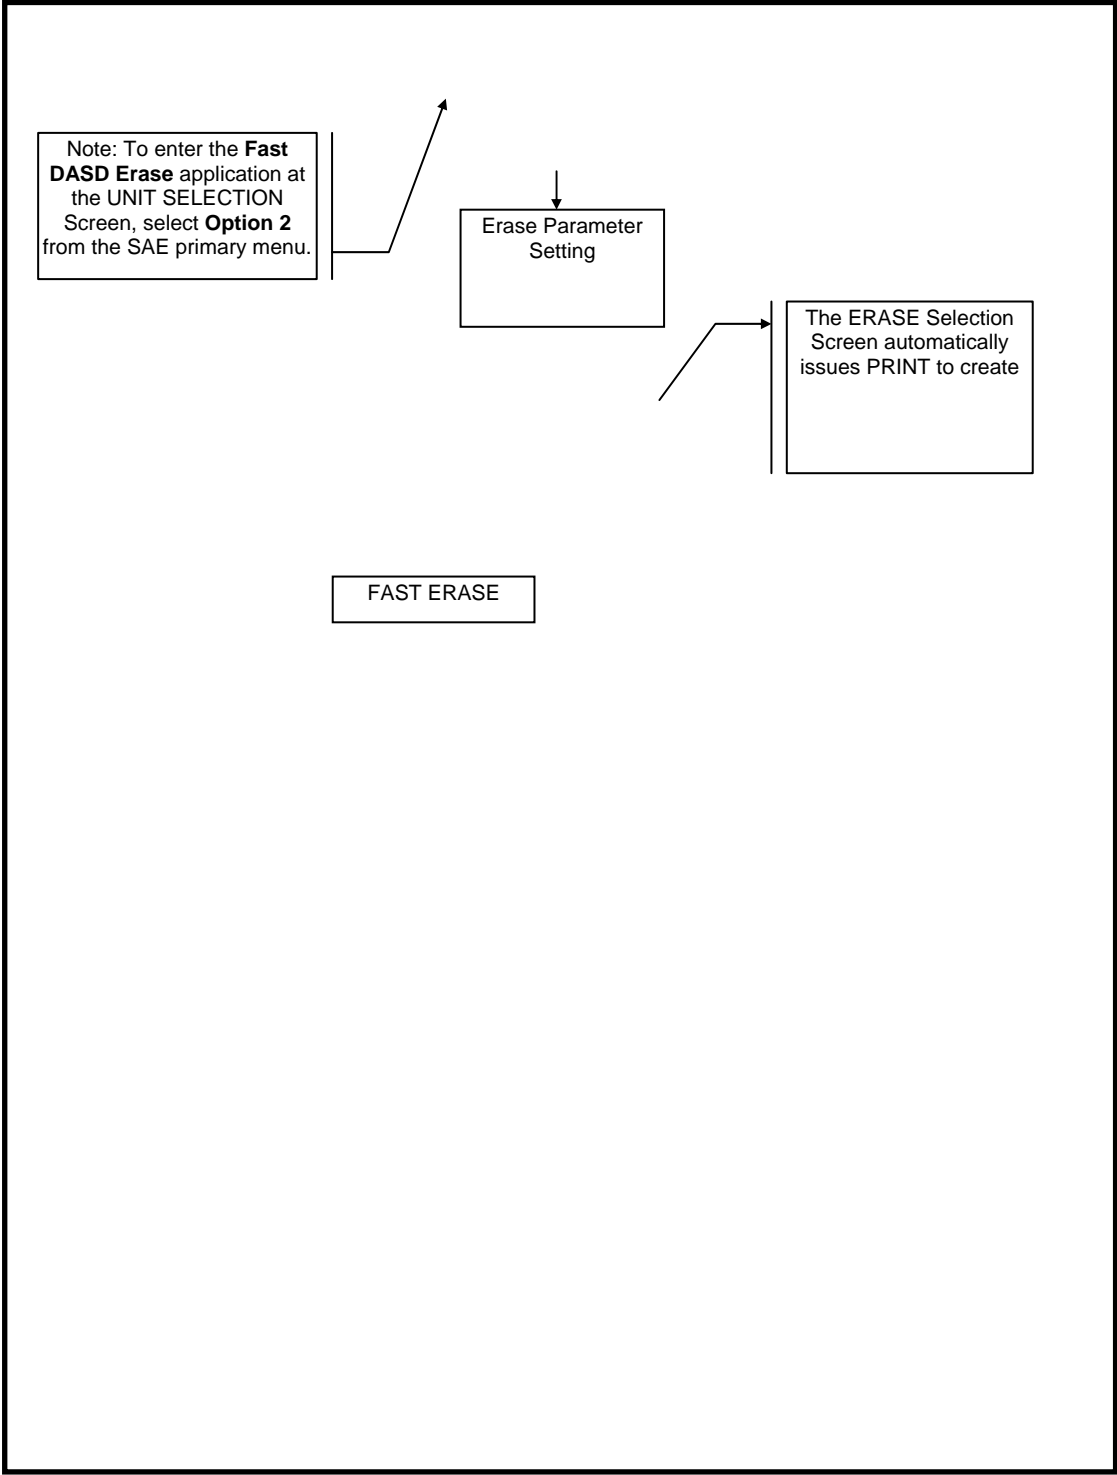 Note: To enter the Fast
DASD Erase application at
the UNIT SELECTION
Screen, select Option 2
from the SAE primary menu.
Erase Parameter
Setting
The ERASE Selection
Screen automatically
issues PRINT to create
FAST ERASE